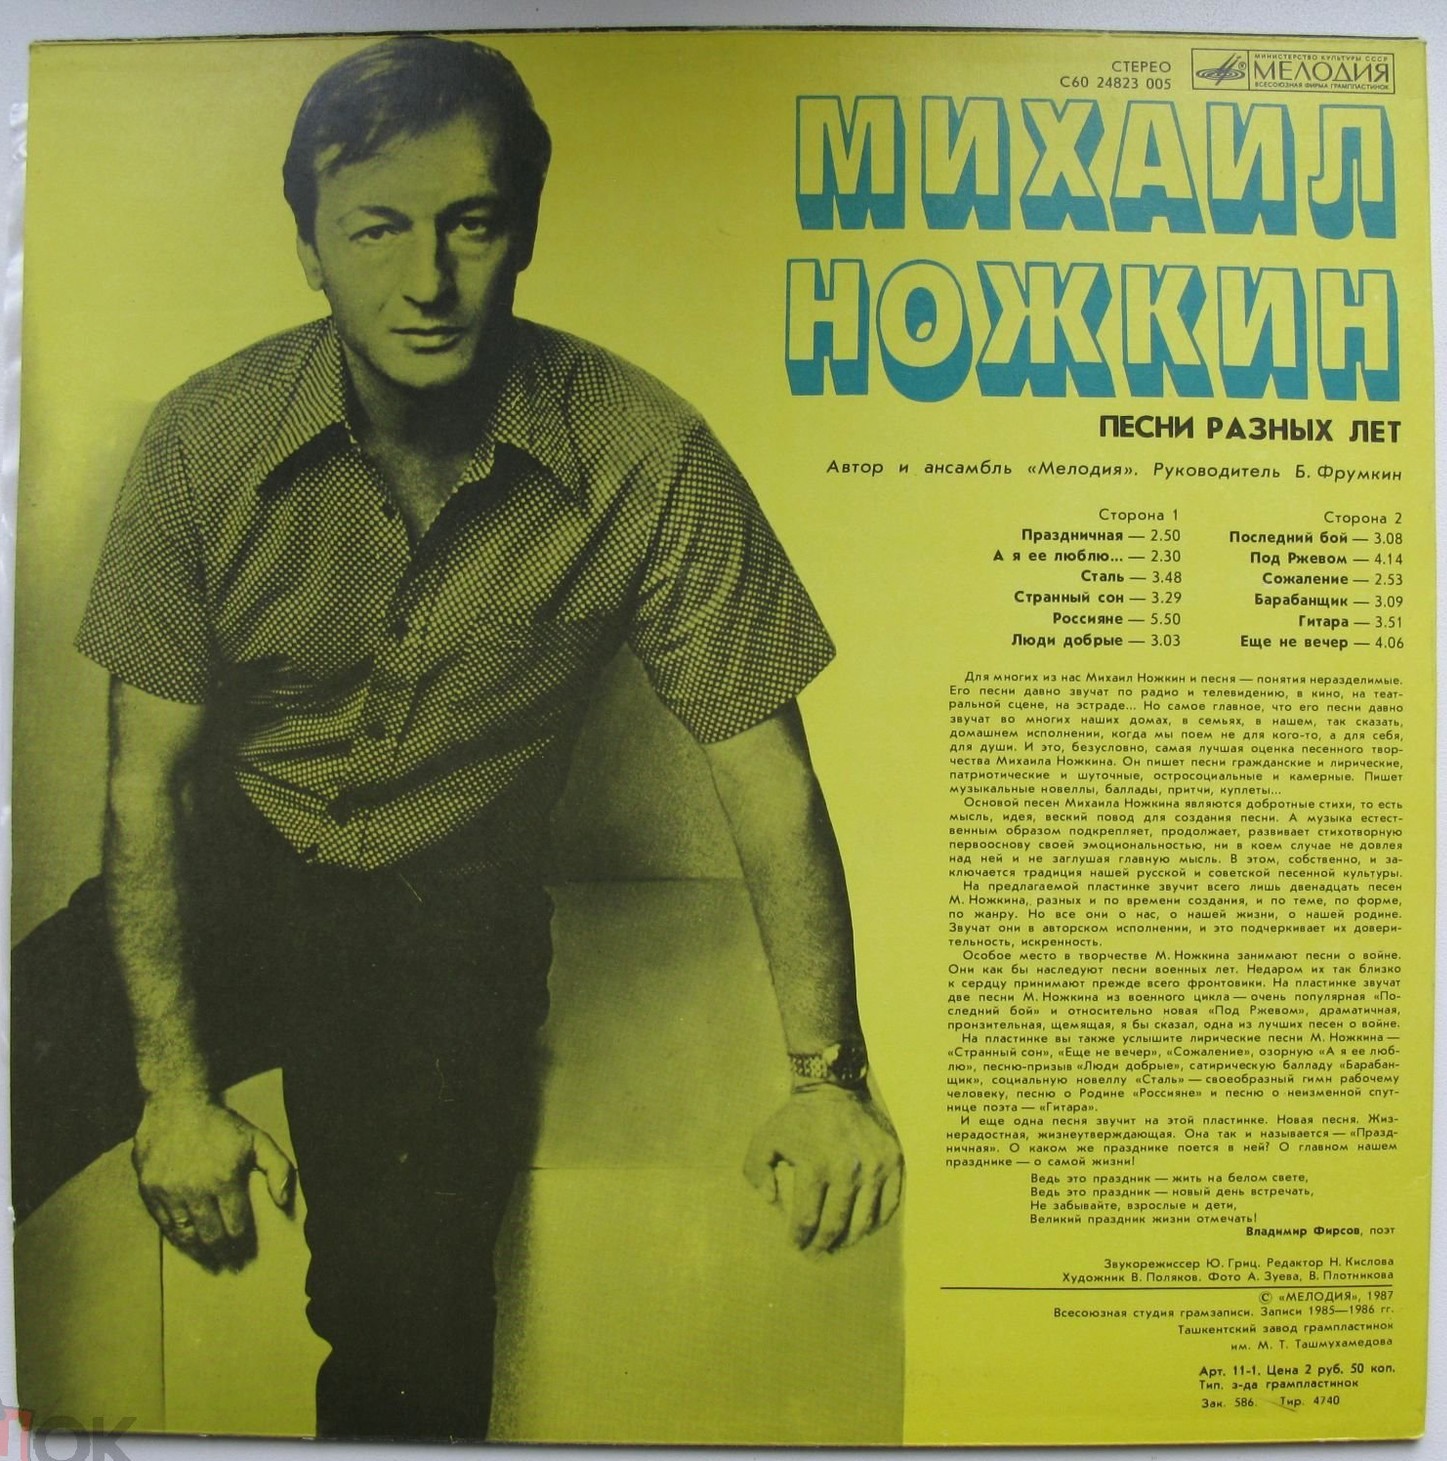 СТЕРЕО
С60 24823 005
МИНИСТЕРСТВО КУЛЬТУРЫ СССР
МЕЛОДИЯ
ВСЕСОЮЗНАЯ ФИРМА ГРАМПЛАСТИНОК
МИХАИЛ
НОЖКИН
ПЕСНИ РАЗНЫХ ЛЕТ
Автор и ансамбль «Мелодия». Руководитель Б. Фрумкин
Сторона 1
Праздничная — 2.50
А я ее люблю... — 2.30
Сталь — 3.48
Странный сон — 3.29
Россияне — 5.50
Люди добрые — 3.03
Сторона 2
Последний бой — 3.08
Под Ржевом — 4.14
Сожаление — 2.53
Барабанщик — 3.09
Гитара — 3.51
Еще не вечер — 4.06
Для многих из нас Михаил Ножкин и песня — понятия неразделимые.
Его песни давно звучат по радио и телевидению, в кино, на теат-
ральной сцене, на эстраде... Но самое главное, что его песни давно
звучат во многих наших домах, в семьях, в нашем, так сказать,
домашнем исполнении, когда мы поем не для кого-то, а для себя,
для души. И это, безусловно, самая лучшая оценка песенного твор-
чества Михаила Ножкина. Он пишет песни гражданские и лирические,
патриотические и шуточные, остросоциальные и камерные. Пишет
музыкальные новеллы, баллады, притчи, куплеты...
Основой песен Михаила Ножкина являются добротные стихи, то есть
мысль, идея, веский повод для создания песни. А музыка естест-
венным образом подкрепляет, продолжает, развивает стихотворную
первооснову своей эмоциональностью, ни в коем случае не довлея
над ней и не заглушая главную мысль. В этом, собственно, и за-
ключается традиция нашей русской и советской песенной культуры.
На предлагаемой пластинке звучит всего лишь двенадцать песен
М. Ножкина, разных и по времени создания, и по теме, по форме,
по жанру. Но все они о нас, о нашей жизни, о нашей родине.
Звучат они в авторском исполнении, и это подчеркивает их довери-
тельность, искренность.
Особое место в творчестве М. Ножкина занимают песни о войне.
Они как бы наследуют песни военных лет. Недаром их так близко
к сердцу принимают прежде всего фронтовики. На пластинке звучат
две песни М. Ножкина из военного цикла — очень популярная «По-
следний бой» и относительно новая «Под Ржевом», драматичная,
пронзительная, щемящая, я бы сказал, одна из лучших песен о войне.
На пластинке вы также услышите лирические песни М. Ножкина —
«Странный сон», «Еще не вечер», «Сожаление», озорную «А я ее люб-
лю», песню-призыв «Люди добрые», сатирическую балладу «Барабан-
щик», социальную новеллу «Сталь» — своеобразный гимн рабочему
человеку, песню о Родине «Россияне» и песню о неизменной спут-
нице поэта — «Гитара».
И еще одна песня звучит на этой пластинке. Новая песня. Жиз-
нерадостная, жизнеутверждающая. Она так и называется — «Празд-
ничная». О каком же празднике поется в ней? О главном нашем
празднике — о самой жизни!
Ведь это праздник — жить на белом свете,
Ведь это праздник — новый день встречать,
Не забывайте, взрослые и дети,
Великий праздник жизни отмечать!
Владимир Фирсов, поэт
Звукорежиссер Ю. Гриц. Редактор Н. Кислова
Художник В. Поляков. Фото А. Зуева, В. Плотникова
© «МЕЛОДИЯ», 1987
Всесоюзная студия грамзаписи. Записи 1985—1986 гг.
Ташкентский завод грампластинок
им. М. Т. Ташмухамедова
Арт. 11-1. Цена 2 руб. 50 коп.
Тип. з-да грампластинок
Зак. 586. Тир. 4740